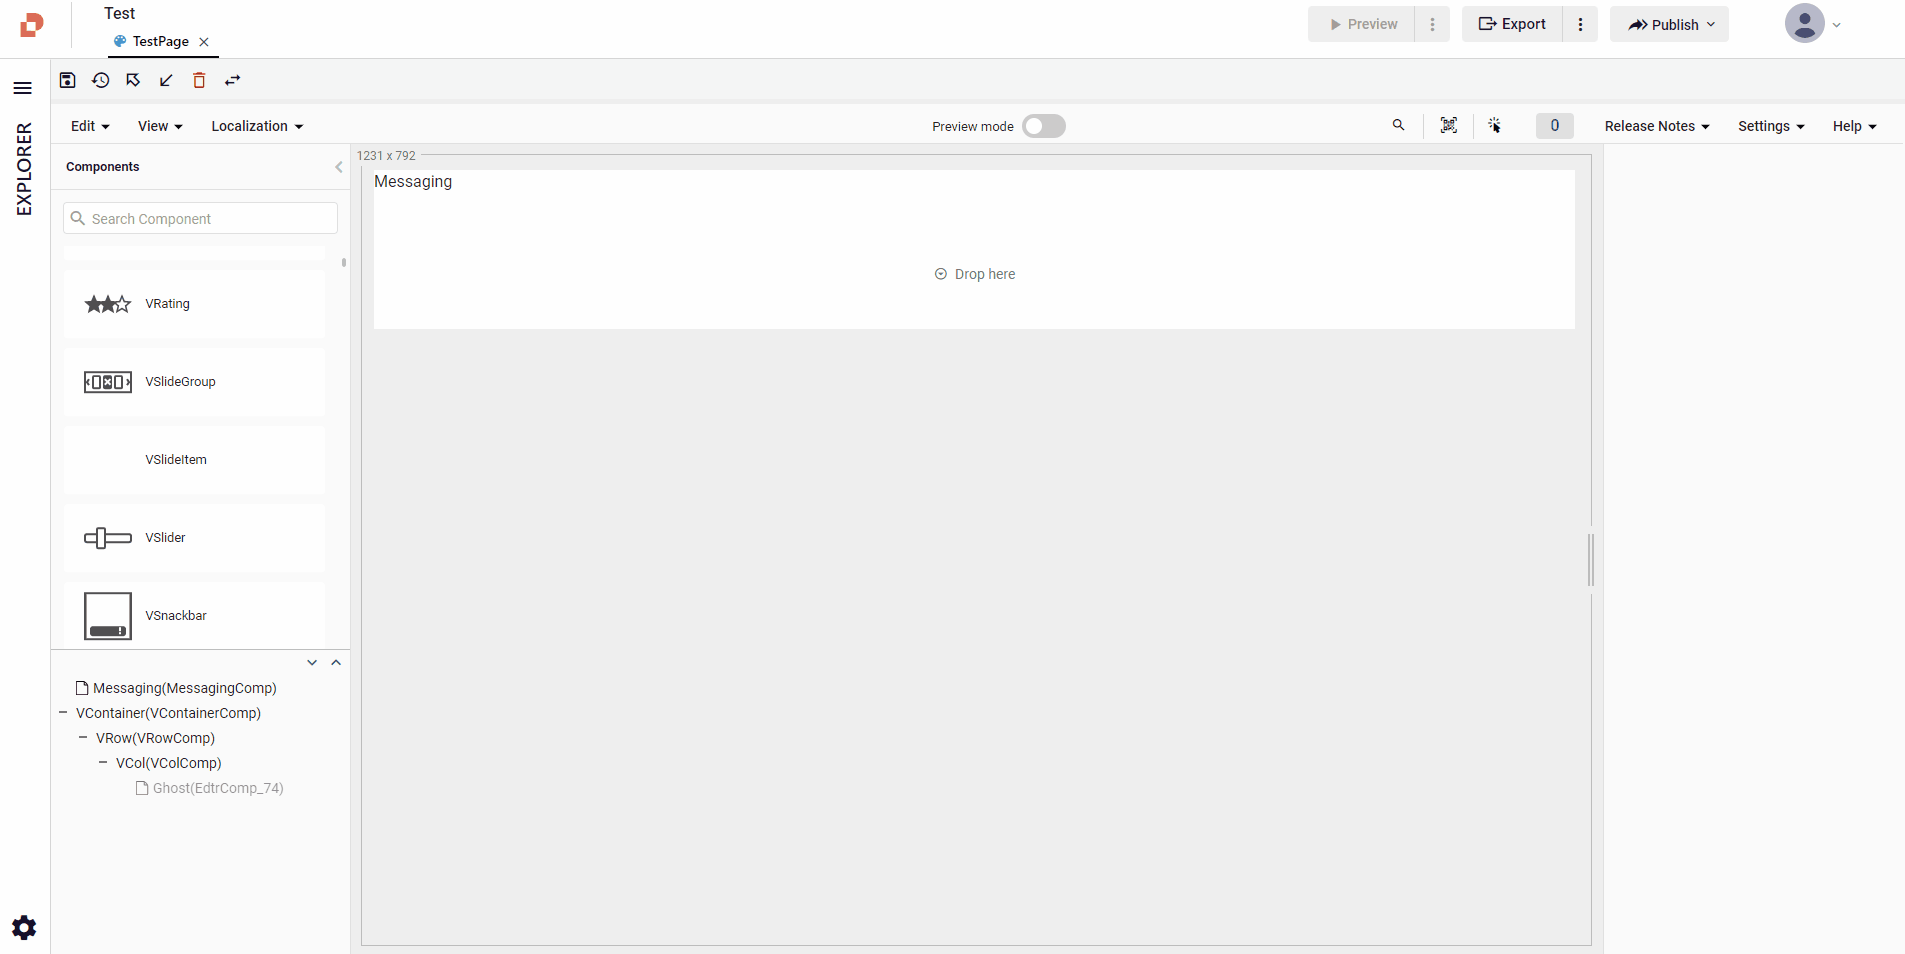 Test
TestPage
Preview
Export
Publish
EXPLORER
Edit
View
Localization
Preview mode
0
Release Notes
Settings
Help
Components
Search Component
VRating
VSlideGroup
VSlideItem
VSlider
VSnackbar
1231 x 792
Messaging
Drop here
Messaging(MessagingComp)
VContainer(VContainerComp)
VRow(VRowComp)
VCol(VColComp)
Ghost(EdtrComp_74)